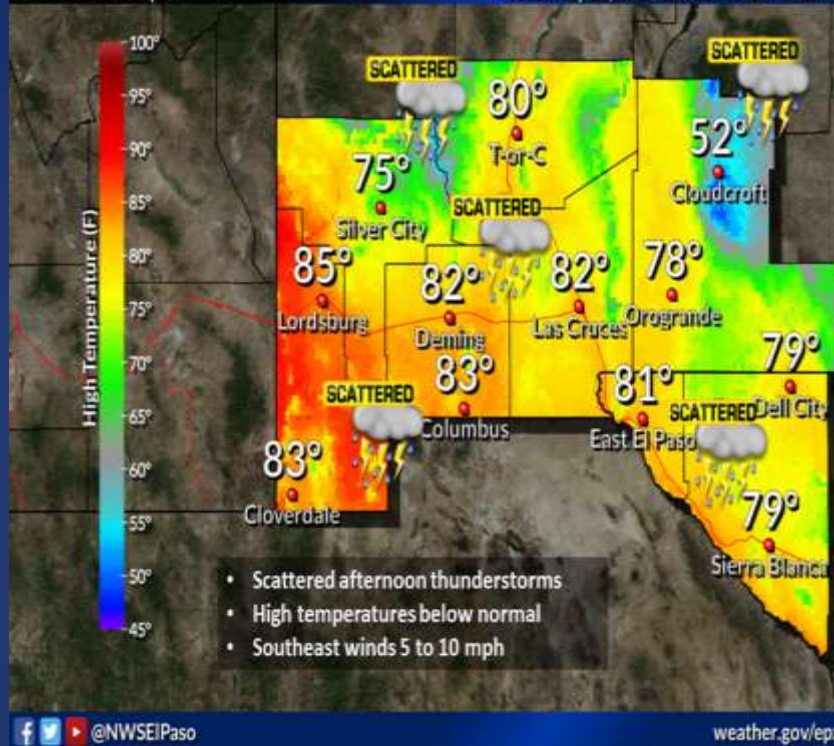 SCATTERED
SCATTERED
80°
T-or-C
52°
Cloudcroft
75°
Silver City
SCATTERED
85°
Lordsburg
82°
Deming
82°
Las Cruces
78°
Orogrande
83°
Columbus
SCATTERED
81°
East El Paso
SCATTERED
79°
Dell City
83°
Cloverdale
79°
Sierra Blanca
High Temperature (F)
100°
95°
90°
85°
80°
75°
70°
65°
60°
55°
50°
45°
• Scattered afternoon thunderstorms
• High temperatures below normal
• Southeast winds 5 to 10 mph
@NWSElPaso
weather.gov/ep